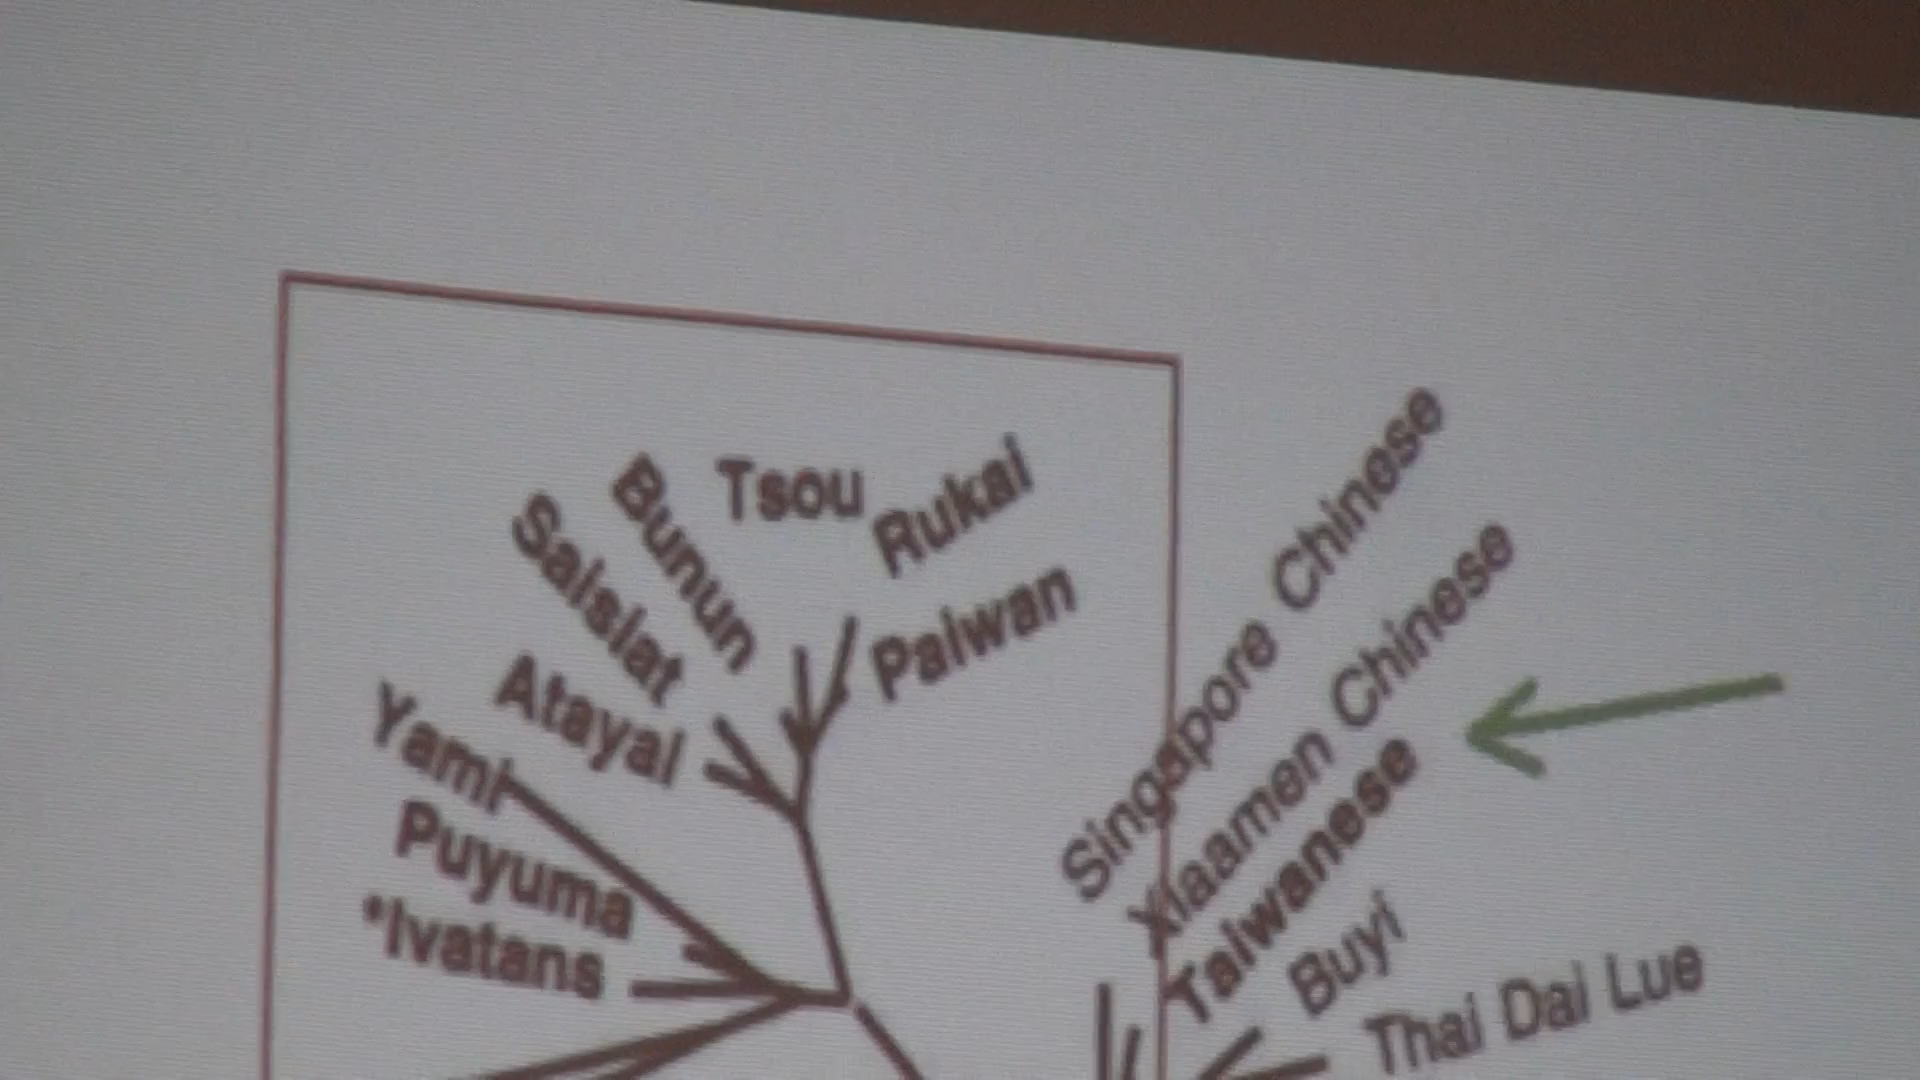 Tsou
Bunun
Rukai
Saisiat
Paiwan
Atayal
Yami
Puyuma
*Ivatans
Singapore Chinese
Xiaamen Chinese
Taiwanese
Buyi
Thai Dai Lue